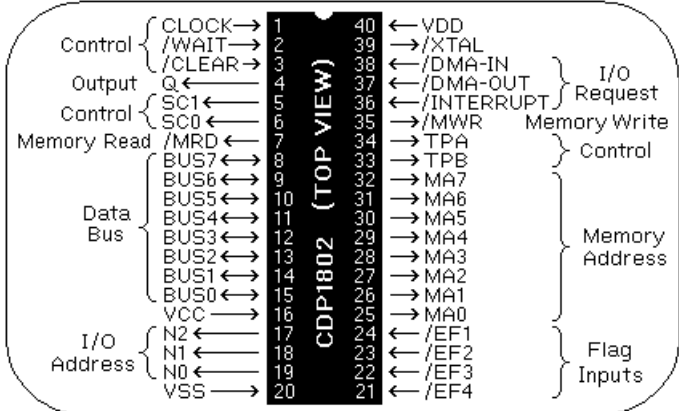 CLOCK→ 1 40 ←VDD
Control /WAIT→ 2 39 →/XTAL
/CLEAR→ 3 38 ←/DMA-IN
Output Q← 4 37 ←/DMA-OUT I/O
SC1← 5 36 ←/INTERRUPT Request
Control SC0← 6 35 →/MWR Memory Write
Memory Read /MRD← 7 34 →TPA
BUS7↔ 8 33 →TPB Control
BUS6↔ 9 32 →MA7
BUS5↔ 10 31 →MA6
Data BUS4↔ 11 30 →MA5
Bus BUS3↔ 12 29 →MA4 Memory
BUS2↔ 13 28 →MA3 Address
BUS1↔ 14 27 →MA2
BUS0↔ 15 26 →MA1
VCC→ 16 25 →MA0
I/O N2← 17 24 ←/EF1
Address N1← 18 23 ←/EF2 Flag
N0← 19 22 ←/EF3 Inputs
VSS→ 20 21 ←/EF4
CDP1802 (TOP VIEW)